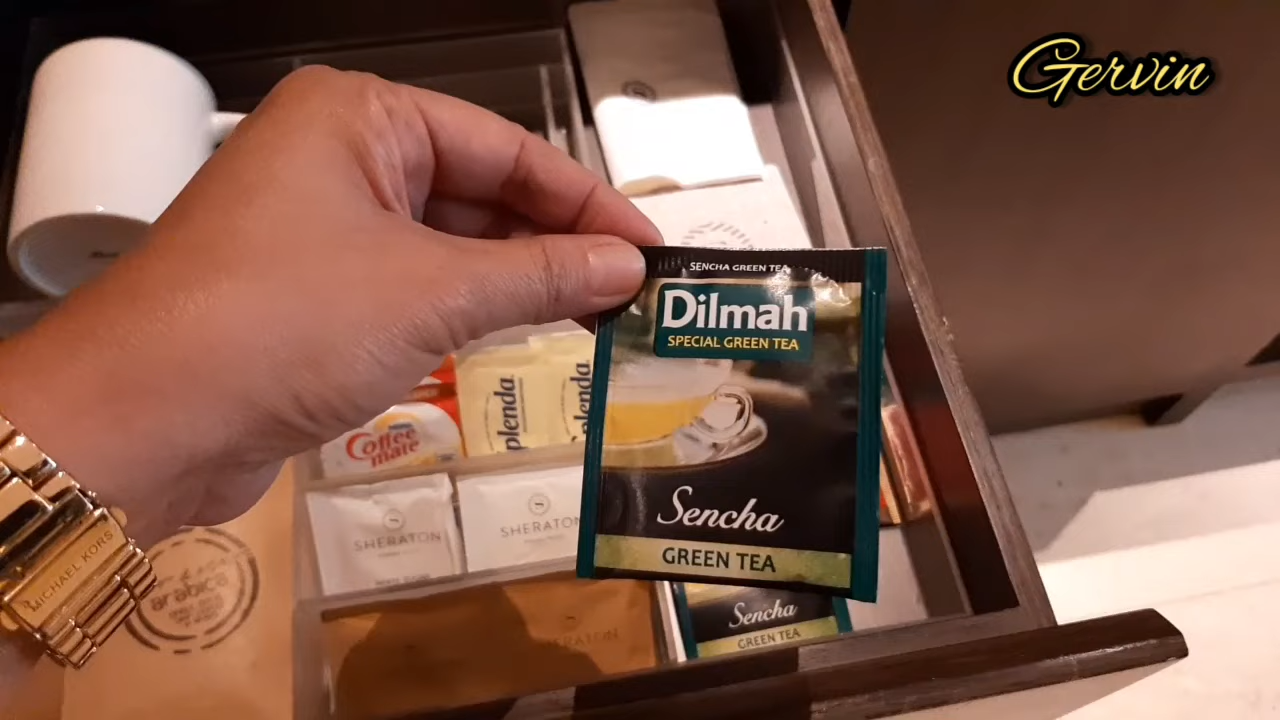 Gervin
SENCHA GREEN TEA
Dilmah
SPECIAL GREEN TEA
Sencha
GREEN TEA
Sencha
GREEN TEA
plenda
plenda
Coffee
mate
SHERATON
SHERATON
SHERATON
MICHAEL KORS
arabica